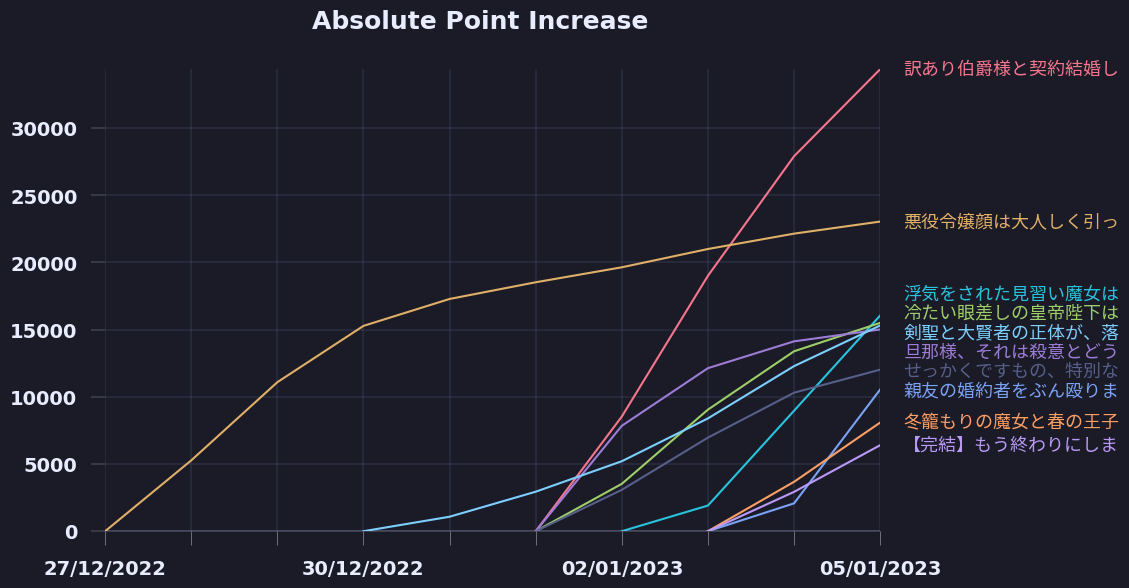 Absolute Point Increase
訳あり伯爵様と契約結婚し
30000
25000
悪役令嬢顔は大人しく引っ
20000
浮気をされた見習い魔女は
冷たい眼差しの皇帝陛下は
15000
剣聖と大賢者の正体が、落
旦那様、それは殺意とどう
せっかくですもの、特別な
10000
親友の婚約者をぶん殴りま
冬籠もりの魔女と春の王子
【完結】もう終わりにしま
5000
0
27/12/2022 30/12/2022 02/01/2023 05/01/2023